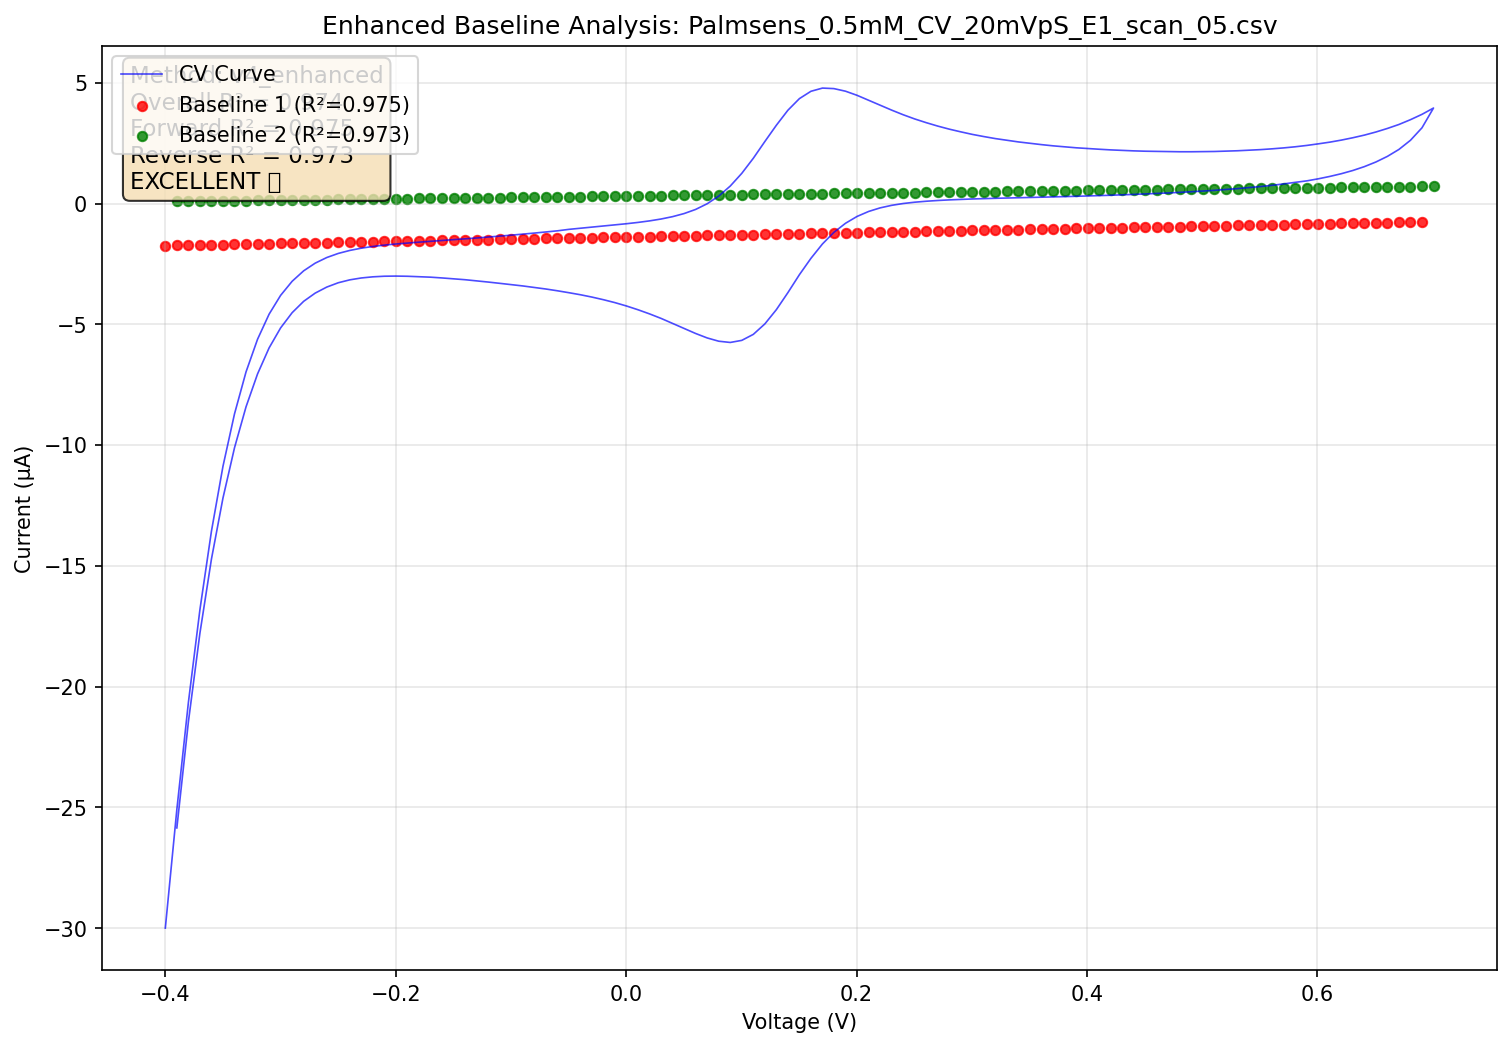 Enhanced Baseline Analysis: Palmsens_0.5mM_CV_20mVpS_E1_scan_05.csv
CV Curve
Baseline 1 (R²=0.975)
Baseline 2 (R²=0.973)
Method: v4_enhanced
Overall R² = 0.974
Forward R² = 0.975
Reverse R² = 0.973
EXCELLENT
5
0
−5
−10
−15
−20
−25
−30
Current (µA)
−0.4
−0.2
0.0
0.2
0.4
0.6
Voltage (V)